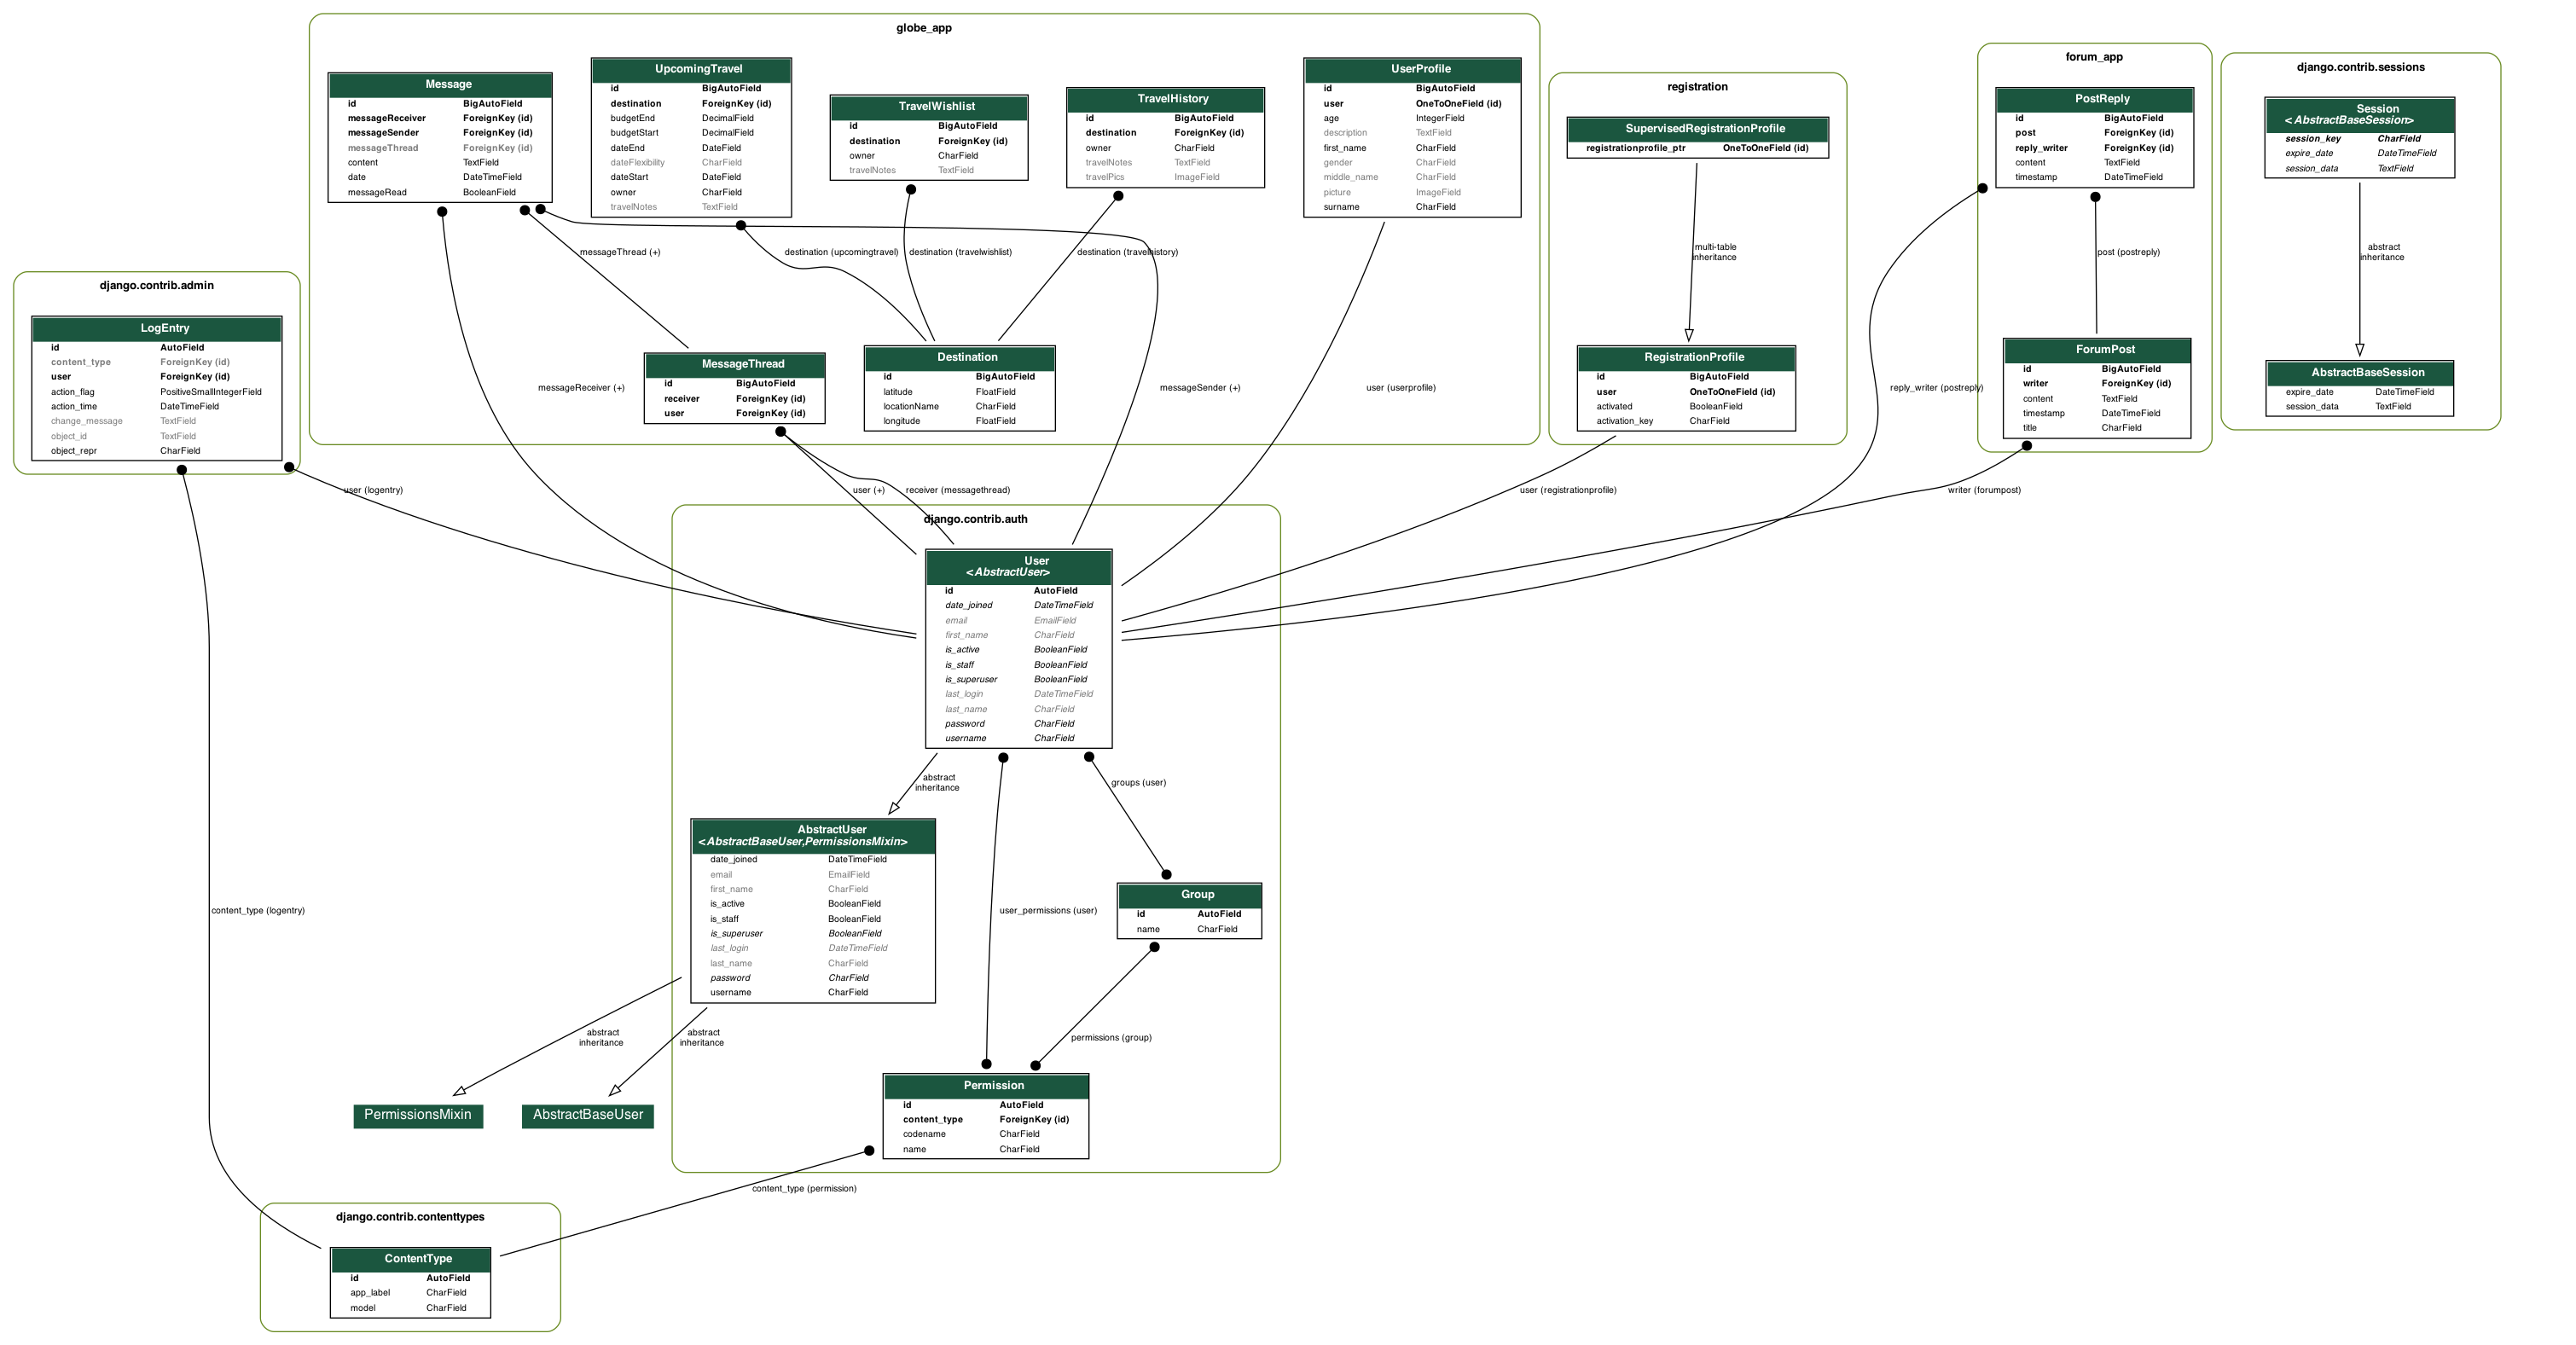 globe_app
Message
id BigAutoField
messageReceiver ForeignKey (id)
messageSender ForeignKey (id)
messageThread ForeignKey (id)
content TextField
date DateTimeField
messageRead BooleanField
UpcomingTravel
id BigAutoField
destination ForeignKey (id)
budgetEnd DecimalField
budgetStart DecimalField
dateEnd DateField
dateFlexibility CharField
dateStart DateField
owner CharField
travelNotes TextField
TravelWishlist
id BigAutoField
destination ForeignKey (id)
owner CharField
travelNotes TextField
TravelHistory
id BigAutoField
destination ForeignKey (id)
owner CharField
travelNotes TextField
travelPics ImageField
UserProfile
id BigAutoField
user OneToOneField (id)
age IntegerField
description TextField
first_name CharField
gender CharField
middle_name CharField
picture ImageField
surname CharField
registration
SupervisedRegistrationProfile
registrationprofile_ptr OneToOneField (id)
forum_app
PostReply
id BigAutoField
post ForeignKey (id)
reply_writer ForeignKey (id)
content TextField
timestamp DateTimeField
django.contrib.sessions
Session
<AbstractBaseSession>
session_key CharField
expire_date DateTimeField
session_data TextField
messageThread (+)
destination (upcomingtravel)
destination (travelwishlist)
destination (travelhistory)
multi-table
inheritance
post (postreply)
abstract
inheritance
django.contrib.admin
LogEntry
id AutoField
content_type ForeignKey (id)
user ForeignKey (id)
action_flag PositiveSmallIntegerField
action_time DateTimeField
change_message TextField
object_id TextField
object_repr CharField
messageReceiver (+)
MessageThread
id BigAutoField
receiver ForeignKey (id)
user ForeignKey (id)
Destination
id BigAutoField
latitude FloatField
locationName CharField
longitude FloatField
messageSender (+)
user (userprofile)
RegistrationProfile
id BigAutoField
user OneToOneField (id)
activated BooleanField
activation_key CharField
reply_writer (postreply)
ForumPost
id BigAutoField
writer ForeignKey (id)
content TextField
timestamp DateTimeField
title CharField
AbstractBaseSession
expire_date DateTimeField
session_data TextField
user (logentry)
user (+)
receiver (messagethread)
user (registrationprofile)
writer (forumpost)
django.contrib.auth
User
<AbstractUser>
id AutoField
date_joined DateTimeField
email EmailField
first_name CharField
is_active BooleanField
is_staff BooleanField
is_superuser BooleanField
last_login DateTimeField
last_name CharField
password CharField
username CharField
abstract
inheritance
groups (user)
AbstractUser
<AbstractBaseUser,PermissionsMixin>
date_joined DateTimeField
email EmailField
first_name CharField
is_active BooleanField
is_staff BooleanField
is_superuser BooleanField
last_login DateTimeField
last_name CharField
password CharField
username CharField
content_type (logentry)
user_permissions (user)
Group
id AutoField
name CharField
abstract
inheritance
abstract
inheritance
permissions (group)
PermissionsMixin
AbstractBaseUser
Permission
id AutoField
content_type ForeignKey (id)
codename CharField
name CharField
content_type (permission)
django.contrib.contenttypes
ContentType
id AutoField
app_label CharField
model CharField